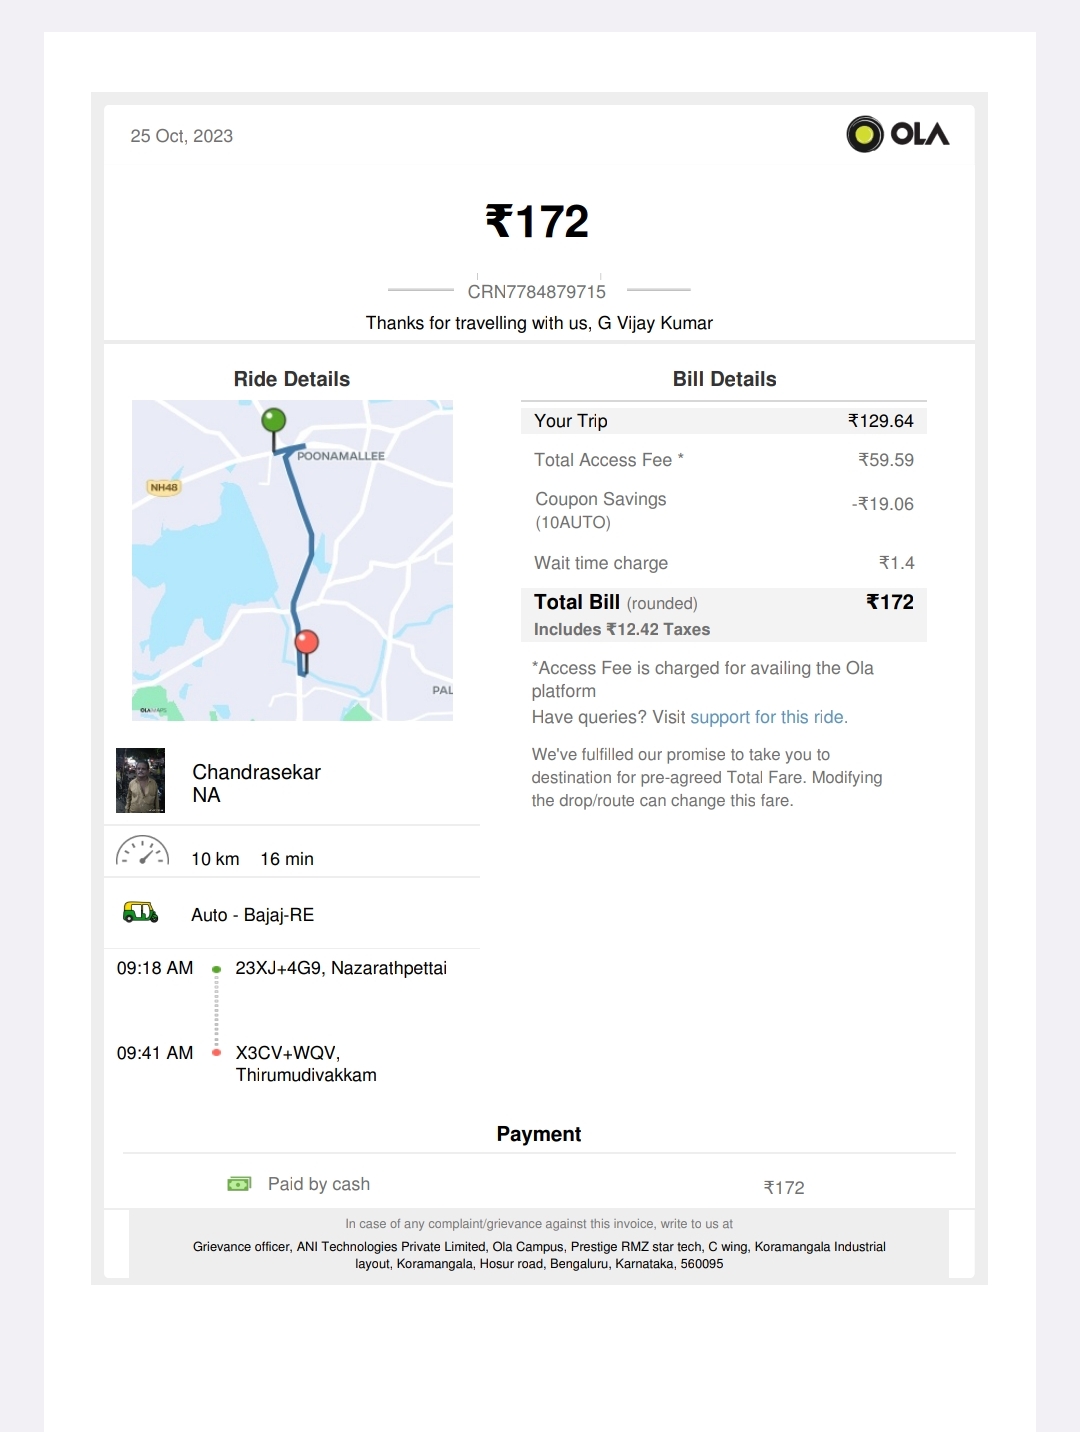 25 Oct, 2023
OLA
₹172
CRN7784879715
Thanks for travelling with us, G Vijay Kumar
Ride Details
NH48
POONAMALLEE
PAL
OLA MAPS
Chandrasekar
NA
10 km 16 min
Auto - Bajaj-RE
09:18 AM 23XJ+4G9, Nazarathpettai
09:41 AM X3CV+WQV,
Thirumudivakkam
Bill Details
Your Trip ₹129.64
Total Access Fee * ₹59.59
Coupon Savings
(10AUTO) -₹19.06
Wait time charge ₹1.4
Total Bill (rounded) ₹172
Includes ₹12.42 Taxes
*Access Fee is charged for availing the Ola
platform
Have queries? Visit support for this ride.
We've fulfilled our promise to take you to
destination for pre-agreed Total Fare. Modifying
the drop/route can change this fare.
Payment
Paid by cash ₹172
In case of any complaint/grievance against this invoice, write to us at
Grievance officer, ANI Technologies Private Limited, Ola Campus, Prestige RMZ star tech, C wing, Koramangala Industrial
layout, Koramangala, Hosur road, Bengaluru, Karnataka, 560095